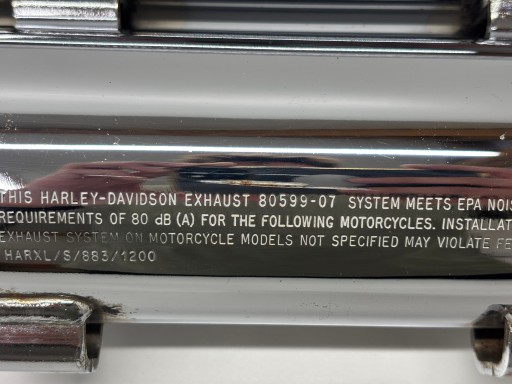 THIS HARLEY-DAVIDSON EXHAUST 80599-07 SYSTEM MEETS EPA NOIS
REQUIREMENTS OF 80 dB (A) FOR THE FOLLOWING MOTORCYCLES. INSTALLAT
EXHAUST SYSTEM ON MOTORCYCLE MODELS NOT SPECIFIED MAY VIOLATE FE
HARXL/S/883/1200